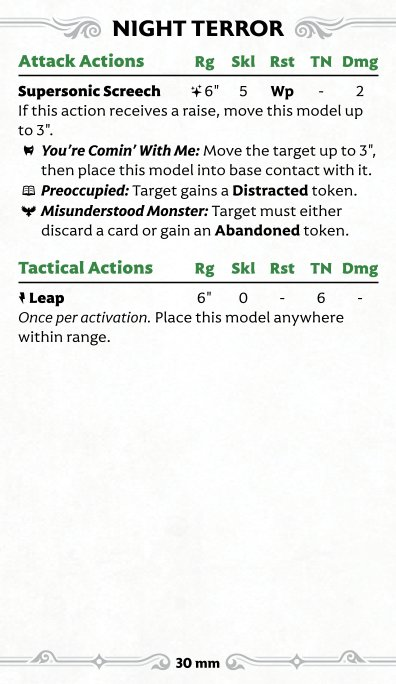 NIGHT TERROR
Attack Actions Rg Skl Rst TN Dmg
Supersonic Screech 6" 5 Wp - 2
If this action receives a raise, move this model up
to 3".
You're Comin' With Me: Move the target up to 3",
then place this model into base contact with it.
Preoccupied: Target gains a Distracted token.
Misunderstood Monster: Target must either
discard a card or gain an Abandoned token.
Tactical Actions Rg Skl Rst TN Dmg
Leap 6" 0 - 6 -
Once per activation. Place this model anywhere
within range.
30 mm